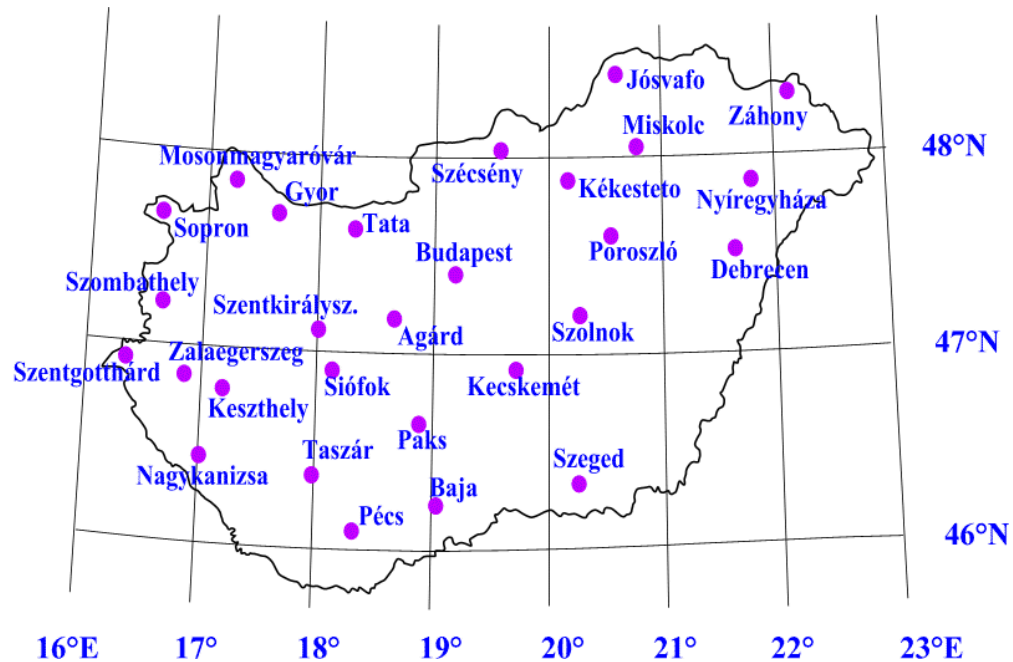 Jósvafo
Záhony
Miskolc
48°N
Mosonmagyaróvár
Szécsény
Kékesteto
Gyor
Nyíregyháza
Sopron
Tata
Budapest
Poroszló
Debrecen
Szombathely
Szentkirálysz.
Agárd
Szolnok
47°N
Zalaegerszeg
Szentgotthárd
Siófok
Kecskemét
Keszthely
Paks
Taszár
Szeged
Nagykanizsa
Baja
Pécs
46°N
16°E 17° 18° 19° 20° 21° 22° 23°E